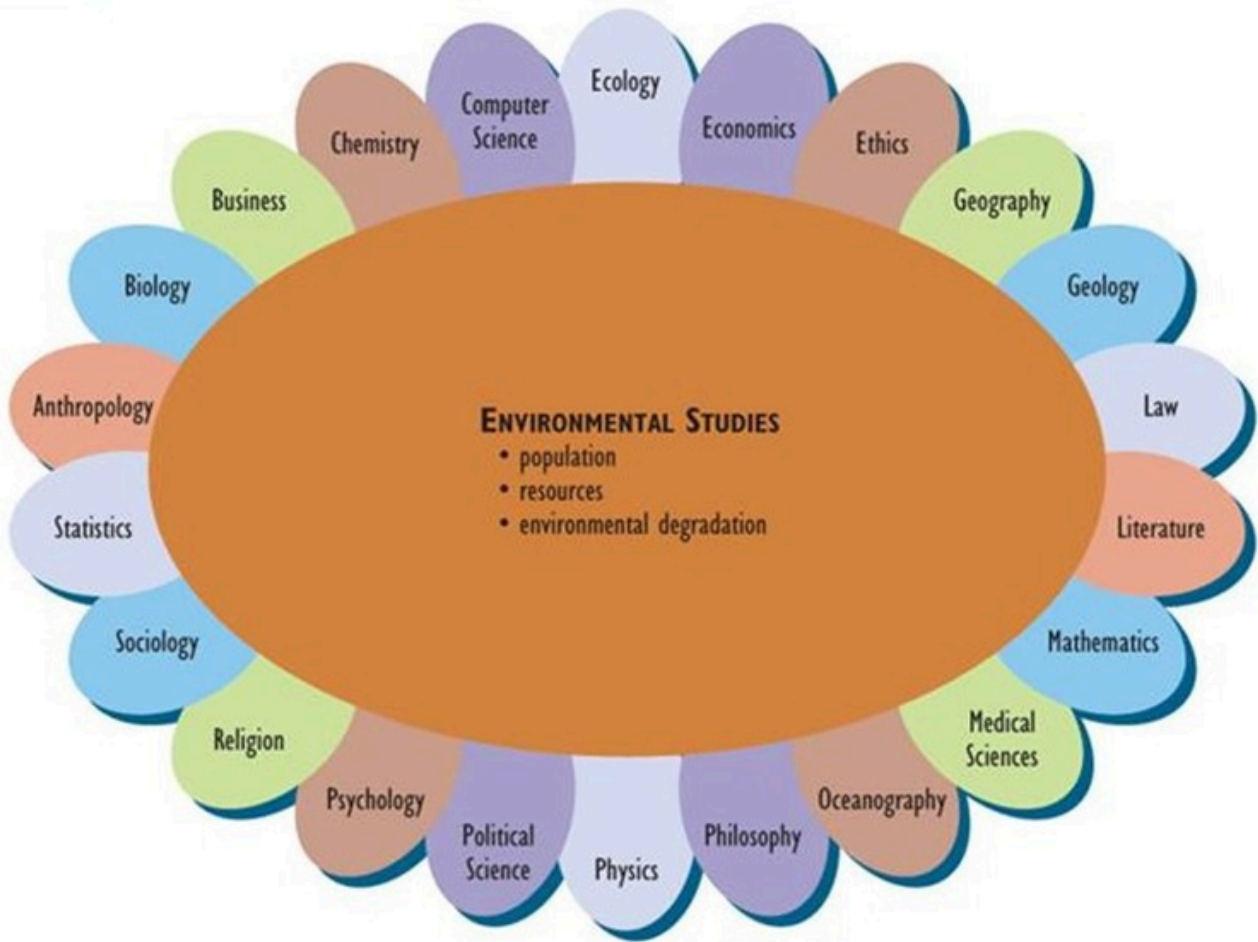 Ecology
Economics
Ethics
Geography
Geology
Law
Literature
Mathematics
Medical
Sciences
Oceanography
Philosophy
Physics
Political
Science
Psychology
Religion
Sociology
Statistics
Anthropology
Biology
Business
Chemistry
Computer
Science
ENVIRONMENTAL STUDIES
• population
• resources
• environmental degradation